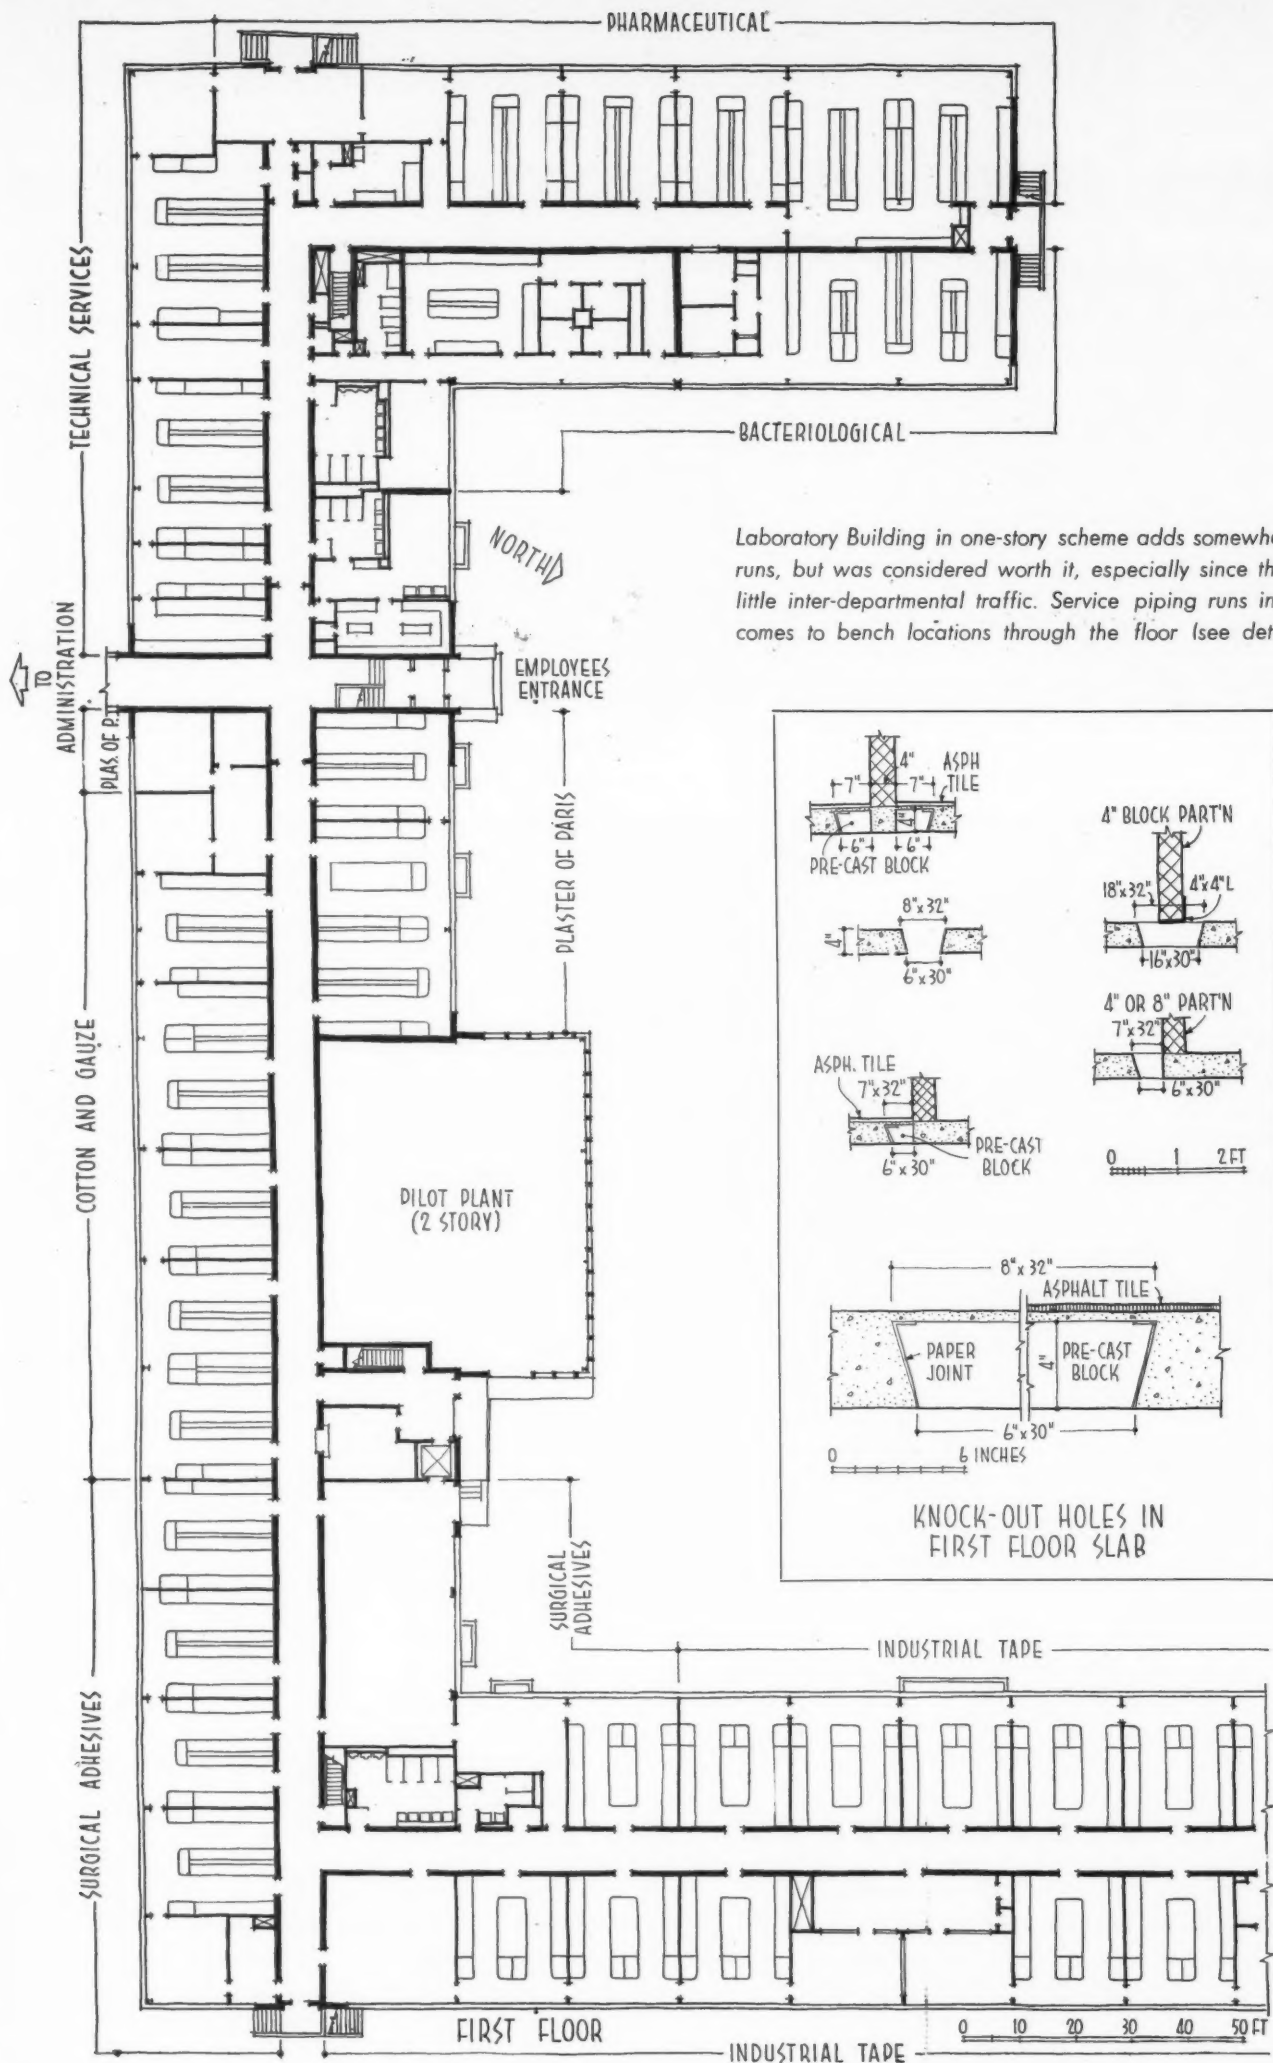 PHARMACEUTICAL
TECHNICAL SERVICES
BACTERIOLOGICAL
NORTH
Laboratory Building in one-story scheme adds somewh
runs, but was considered worth it, especially since th
little inter-departmental traffic. Service piping runs in
comes to bench locations through the floor (see det
TO
ADMINISTRATION
EMPLOYEES
ENTRANCE
PLAS. OF P.
PLASTER OF PARIS
COTTON AND GAUZE
4"
7" 7"
ASPH
TILE
4"
6" 6"
PRE-CAST BLOCK
4" BLOCK PART'N
18"x32" 4"x4"L
16"x30"
8"x32"
4"
6"x30"
4" OR 8" PART'N
7"x32"
6"x30"
ASPH. TILE
7"x32"
PRE-CAST
BLOCK
6"x30"
0 1 2 FT
PILOT PLANT
(2 STORY)
8"x32"
ASPHALT TILE
PAPER
JOINT
4"
PRE-CAST
BLOCK
6"x30"
0 6 INCHES
KNOCK-OUT HOLES IN
FIRST FLOOR SLAB
SURGICAL
ADHESIVES
INDUSTRIAL TAPE
SURGICAL ADHESIVES
FIRST FLOOR
0 10 20 30 40 50 FT
INDUSTRIAL TAPE